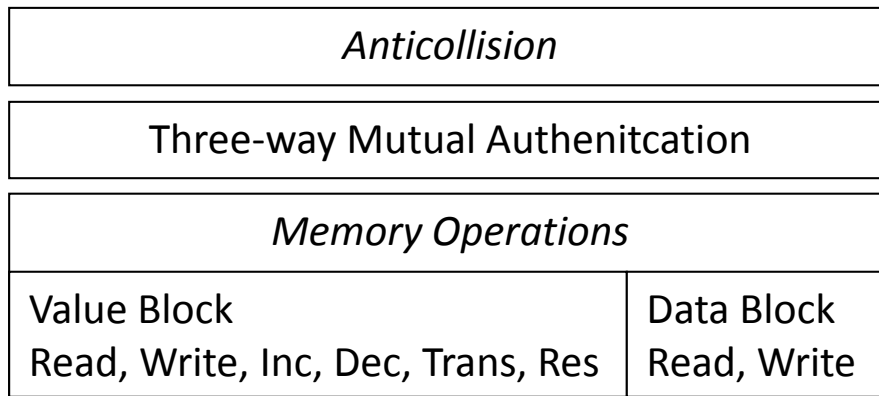 Anticollision
Three-way Mutual Authenitcation
Memory Operations
Value Block
Read, Write, Inc, Dec, Trans, Res
Data Block
Read, Write